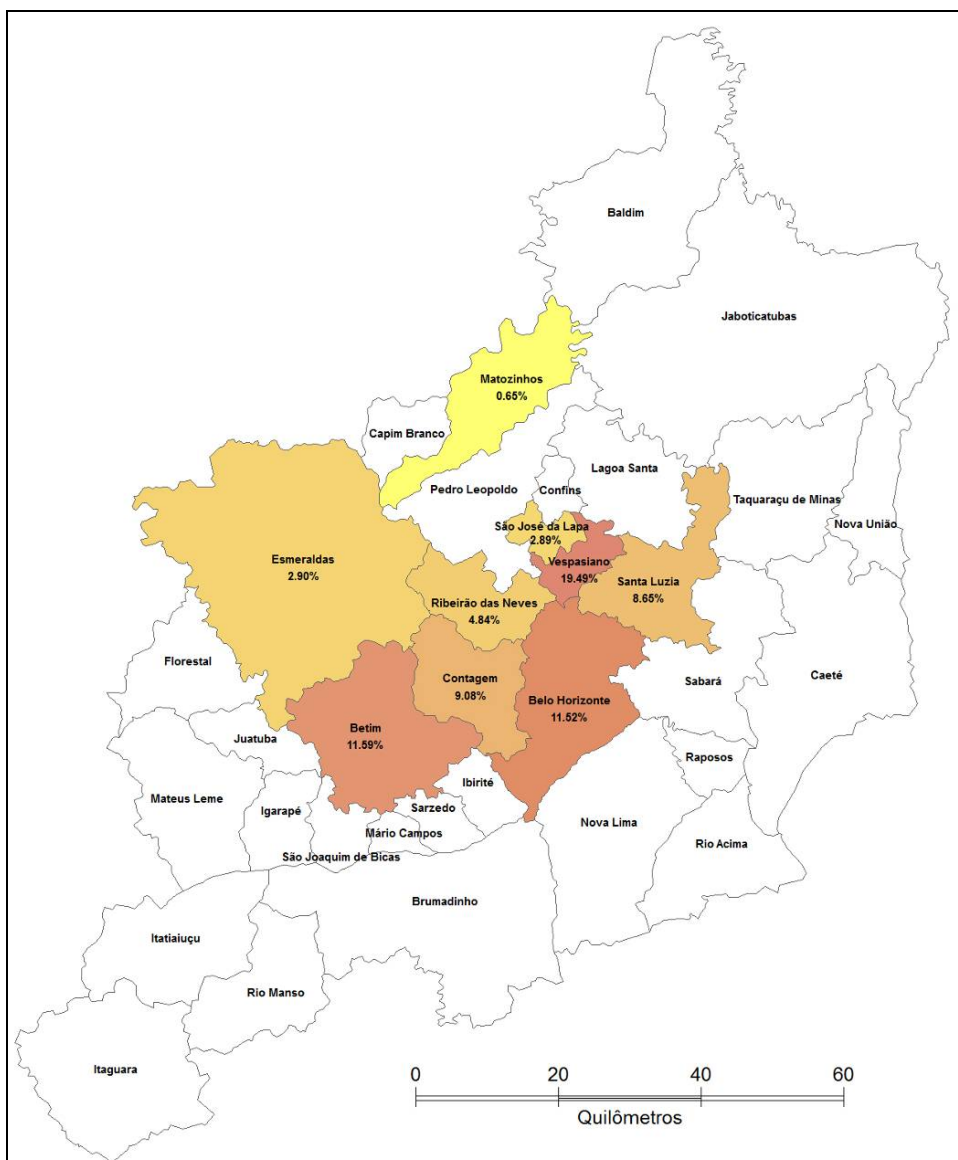 Baldim
Jaboticatubas
Matozinhos
0.65%
Capim Branco
Lagoa Santa
Pedro Leopoldo
Confins
Taquaraçu de Minas
Nova União
São José da Lapa
2.89%
Vespasiano
19.49%
Esmeraldas
2.90%
Santa Luzia
8.65%
Ribeirão das Neves
4.84%
Florestal
Contagem
9.08%
Sabará
Caeté
Belo Horizonte
11.52%
Betim
11.59%
Juatuba
Raposos
Ibirité
Mateus Leme
Igarapé
Sarzedo
Nova Lima
Mário Campos
Rio Acima
São Joaquim de Bicas
Brumadinho
Itatiaiuçu
Rio Manso
Itaguara
0 20 40 60
Quilômetros